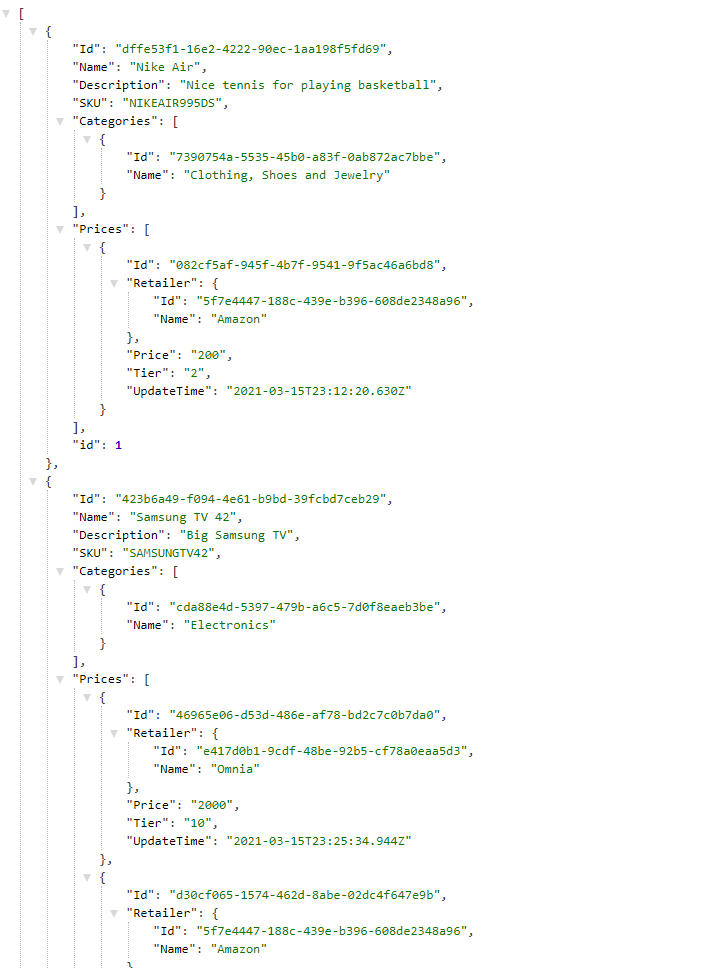 [
{
"Id": "dffe53f1-16e2-4222-90ec-1aa198f5fd69",
"Name": "Nike Air",
"Description": "Nice tennis for playing basketball",
"SKU": "NIKEAIR995DS",
"Categories": [
{
"Id": "7390754a-5535-45b0-a83f-0ab872ac7bbe",
"Name": "Clothing, Shoes and Jewelry"
}
],
"Prices": [
{
"Id": "082cf5af-945f-4b7f-9541-9f5ac46a6bd8",
"Retailer": {
"Id": "5f7e4447-188c-439e-b396-608de2348a96",
"Name": "Amazon"
},
"Price": "200",
"Tier": "2",
"UpdateTime": "2021-03-15T23:12:20.630Z"
}
],
"id": 1
},
{
"Id": "423b6a49-f094-4e61-b9bd-39fcbd7ceb29",
"Name": "Samsung TV 42",
"Description": "Big Samsung TV",
"SKU": "SAMSUNGTV42",
"Categories": [
{
"Id": "cda88e4d-5397-479b-a6c5-7d0f8eaeb3be",
"Name": "Electronics"
}
],
"Prices": [
{
"Id": "46965e06-d53d-486e-af78-bd2c7c0b7da0",
"Retailer": {
"Id": "e417d0b1-9cdf-48be-92b5-cf78a0eaa5d3",
"Name": "Omnia"
},
"Price": "2000",
"Tier": "10",
"UpdateTime": "2021-03-15T23:25:34.944Z"
},
{
"Id": "d30cf065-1574-462d-8abe-02dc4f647e9b",
"Retailer": {
"Id": "5f7e4447-188c-439e-b396-608de2348a96",
"Name": "Amazon"
}